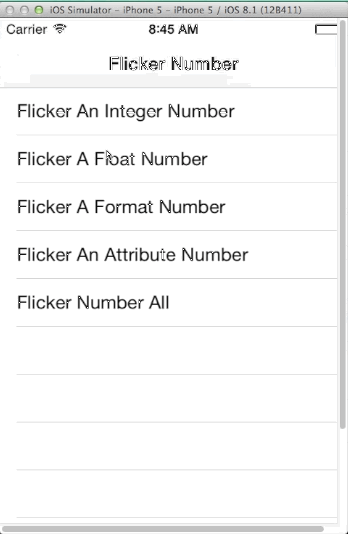 iOS Simulator - iPhone 5 - iPhone 5 / iOS 8.1 (12B411)
Carrier 8:45 AM
Flicker Number
Flicker An Integer Number
Flicker A Float Number
Flicker A Format Number
Flicker An Attribute Number
Flicker Number All